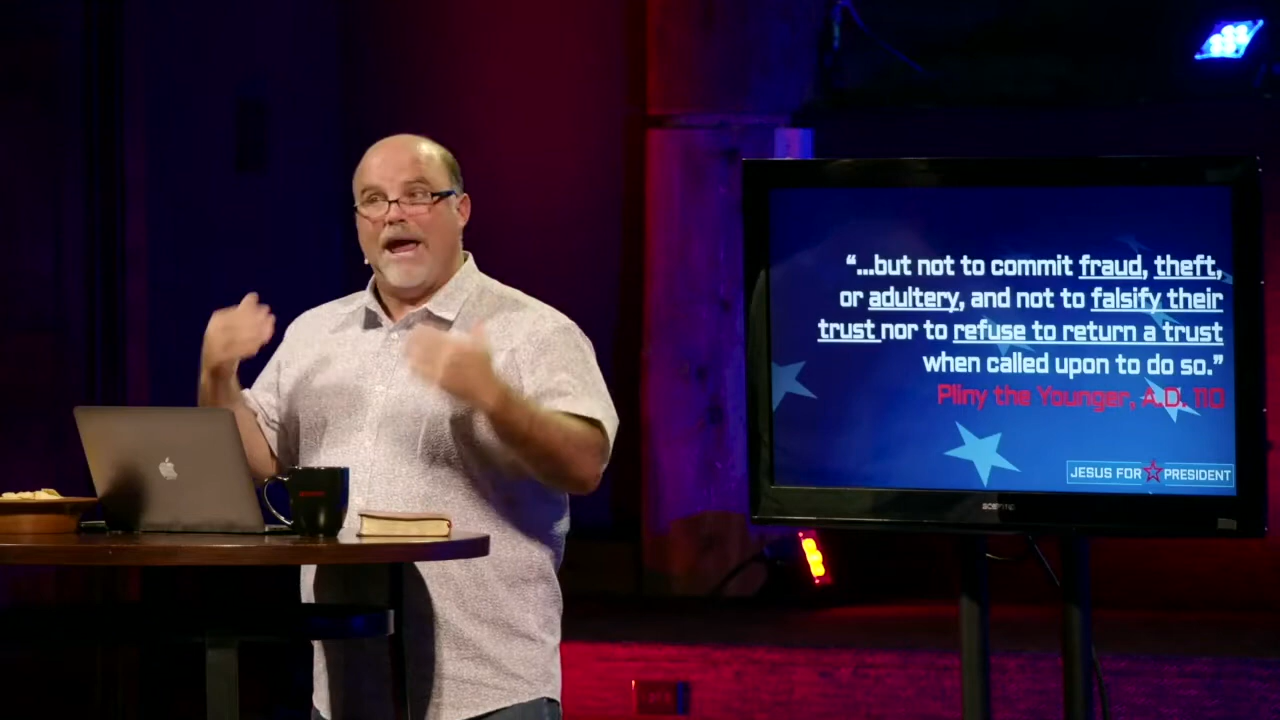 “...but not to commit fraud, theft,
or adultery, and not to falsify their
trust nor to refuse to return a trust
when called upon to do so.”
Pliny the Younger, A.D. 110
JESUS FOR PRESIDENT